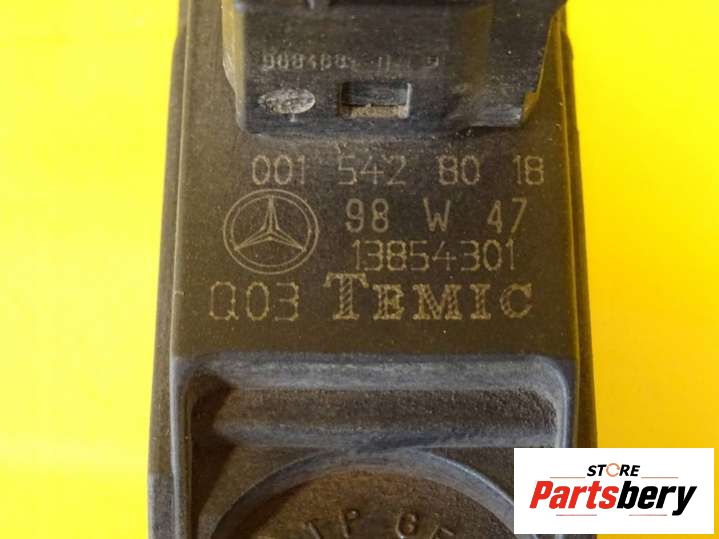 001 542 80 18
98 W 47
13854301
Q03 TEMIC
STORE
Partsbery